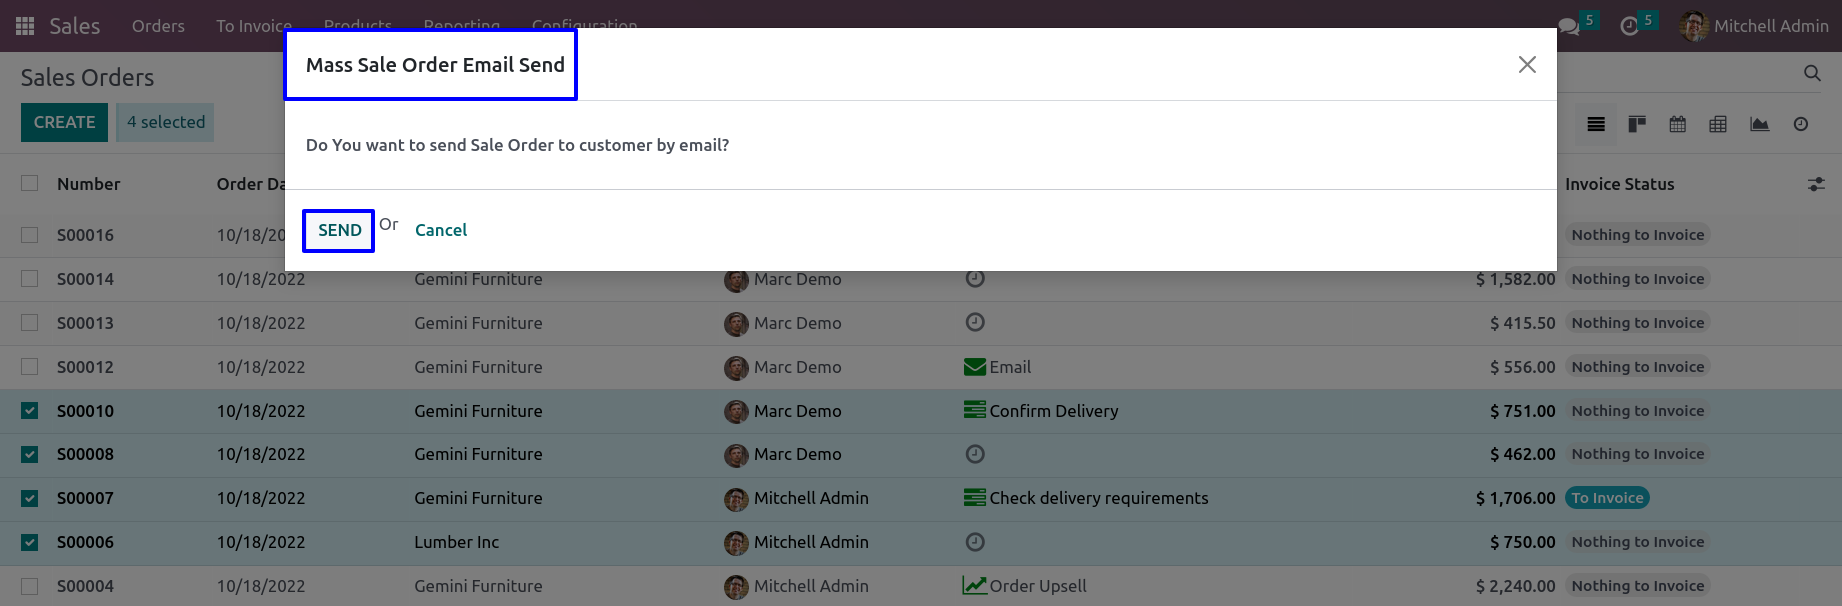 Sales Orders To Invoice Products Reporting Configuration 5 5 Mitchell Admin
Mass Sale Order Email Send
Sales Orders
CREATE 4 selected
Do You want to send Sale Order to customer by email?
Number Order Da Invoice Status
SEND Or Cancel
S00016 10/18/20 Nothing to Invoice
S00014 10/18/2022 Gemini Furniture Marc Demo $ 1,582.00 Nothing to Invoice
S00013 10/18/2022 Gemini Furniture Marc Demo $ 415.50 Nothing to Invoice
S00012 10/18/2022 Gemini Furniture Marc Demo Email $ 556.00 Nothing to Invoice
S00010 10/18/2022 Gemini Furniture Marc Demo Confirm Delivery $ 751.00 Nothing to Invoice
S00008 10/18/2022 Gemini Furniture Marc Demo $ 462.00 Nothing to Invoice
S00007 10/18/2022 Gemini Furniture Mitchell Admin Check delivery requirements $ 1,706.00 To Invoice
S00006 10/18/2022 Lumber Inc Mitchell Admin $ 750.00 Nothing to Invoice
S00004 10/18/2022 Gemini Furniture Mitchell Admin Order Upsell $ 2,240.00 Nothing to Invoice